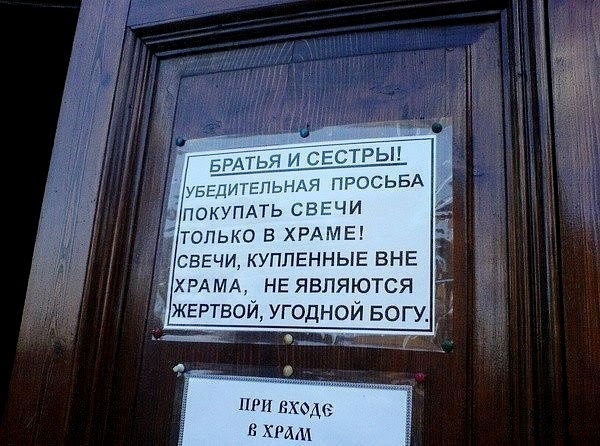 БРАТЬЯ И СЕСТРЫ!
УБЕДИТЕЛЬНАЯ ПРОСЬБА
ПОКУПАТЬ СВЕЧИ
ТОЛЬКО В ХРАМЕ!
СВЕЧИ, КУПЛЕННЫЕ ВНЕ
ХРАМА, НЕ ЯВЛЯЮТСЯ
ЖЕРТВОЙ, УГОДНОЙ БОГУ.
ПРИ ВХОДЕ
В ХРАМ